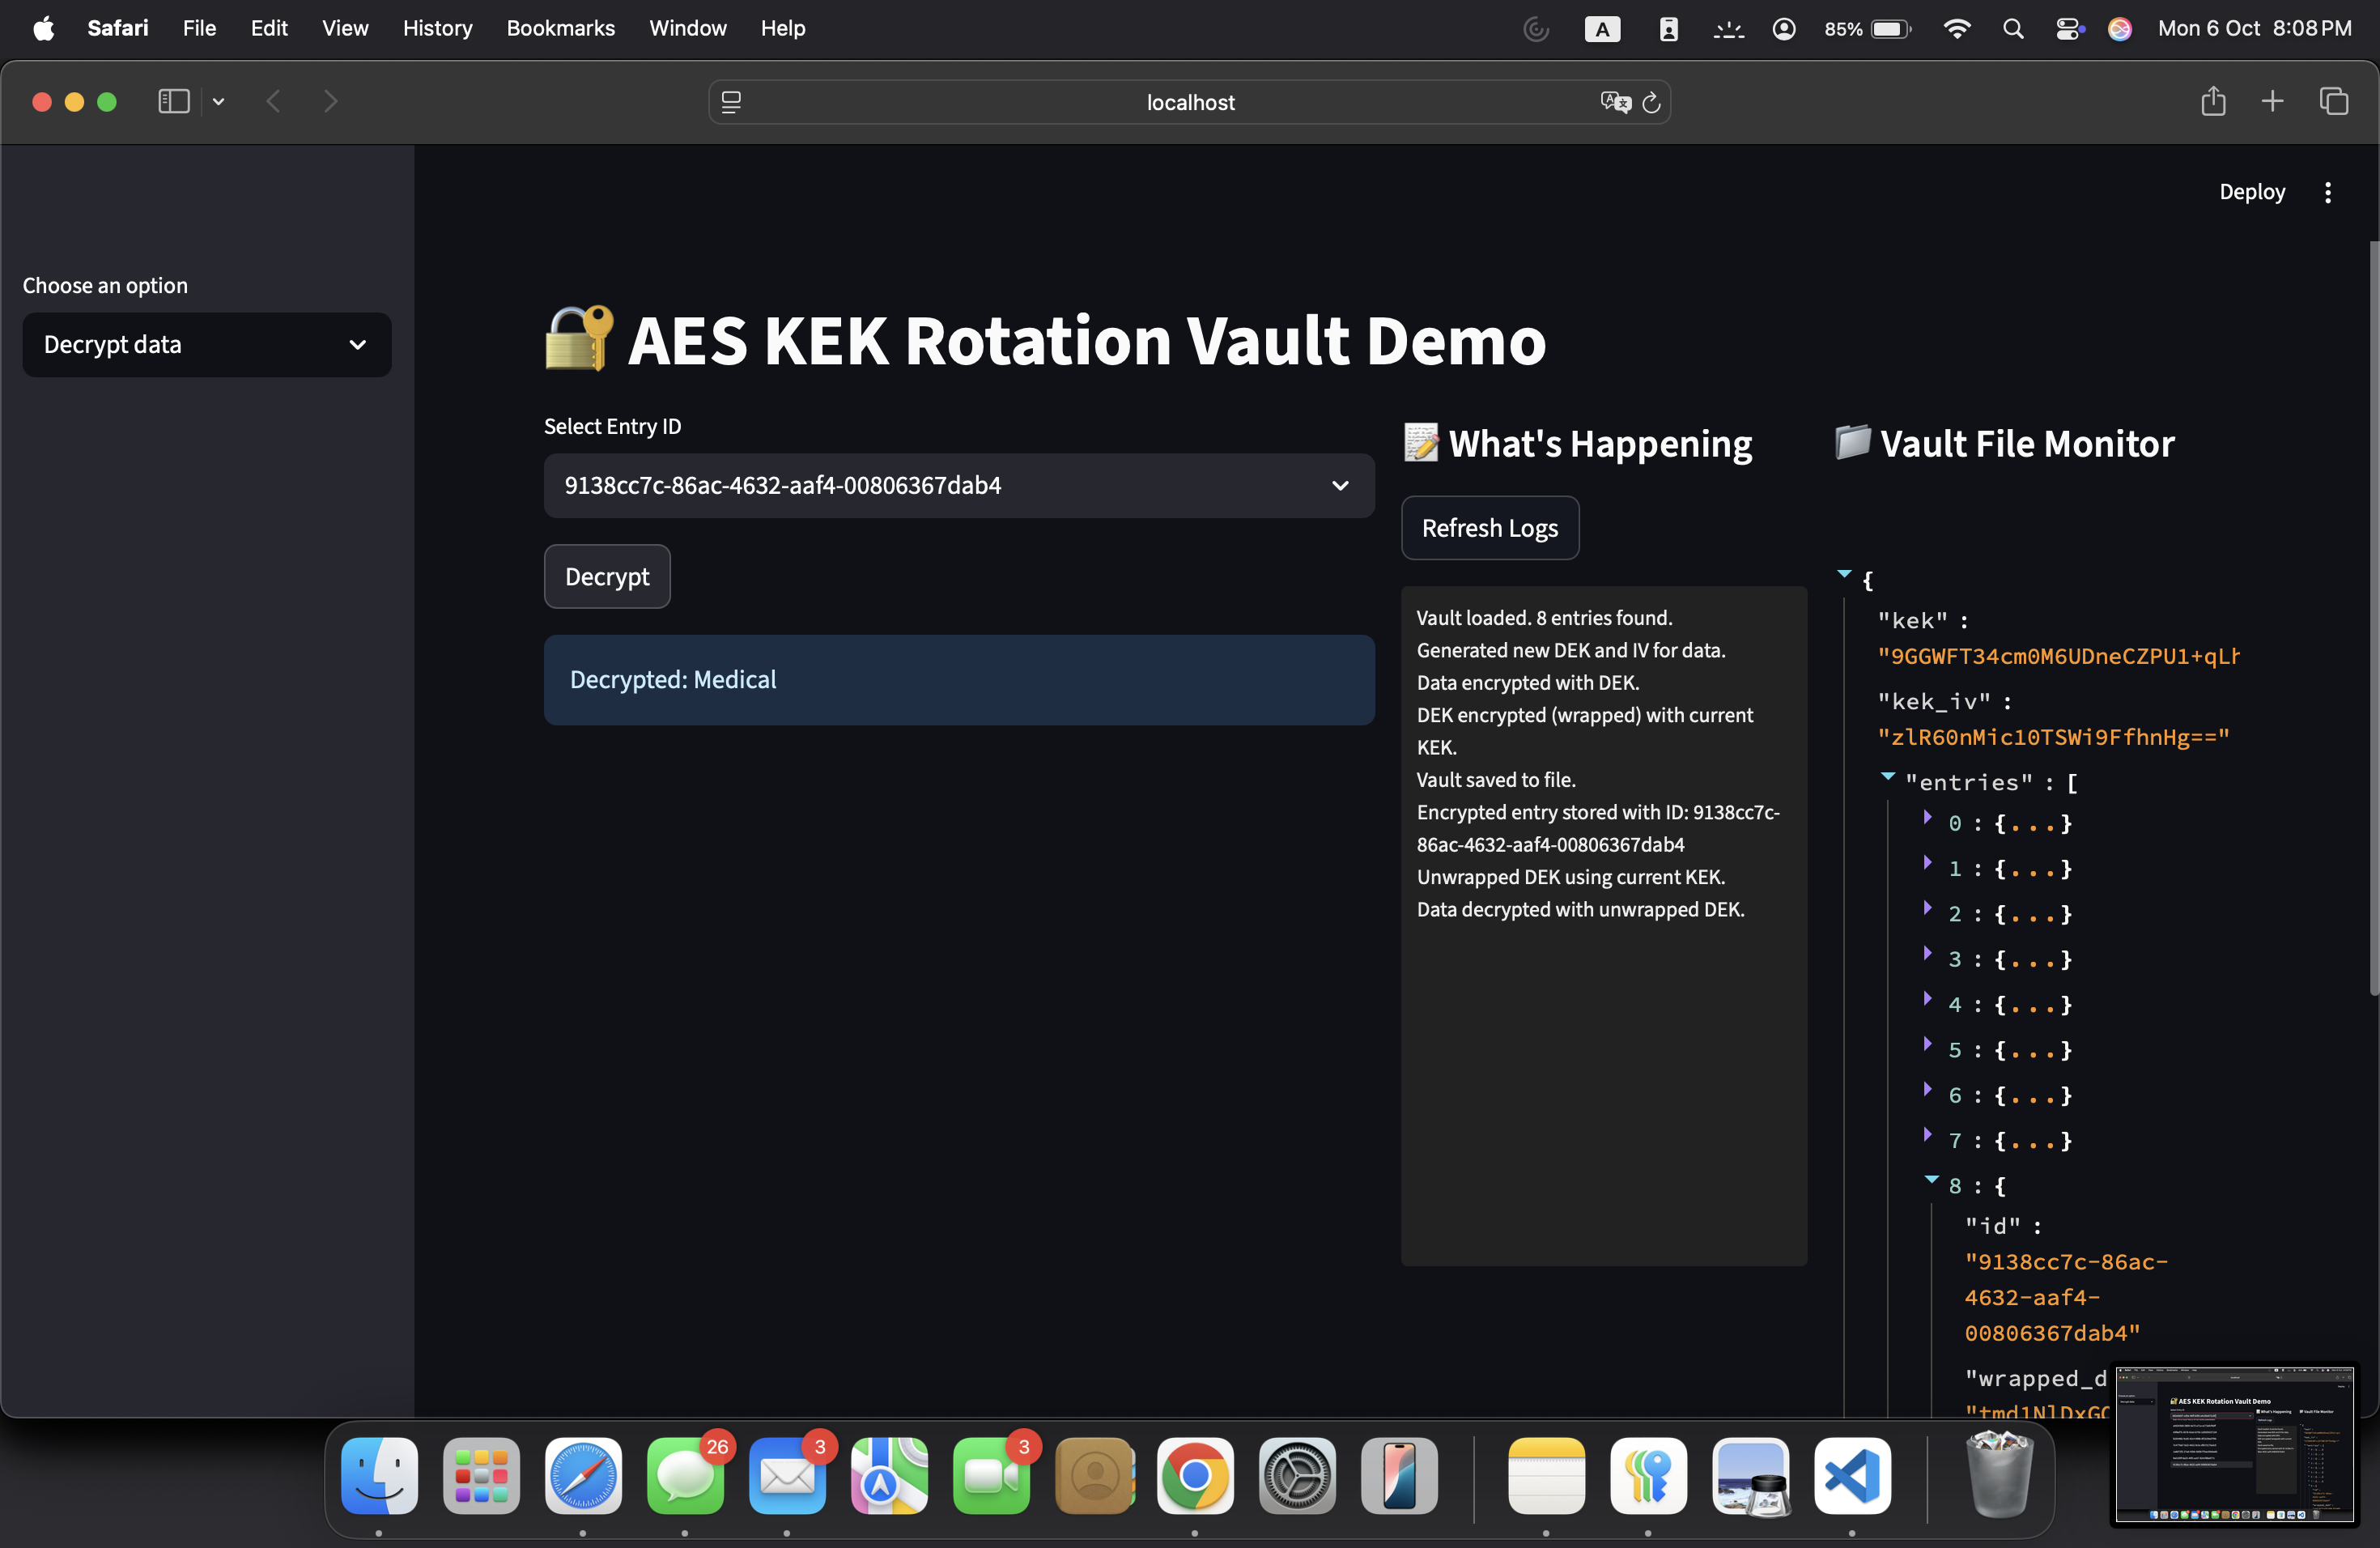 Safari File Edit View History Bookmarks Window Help
A 85% Mon 6 Oct 8:08 PM
localhost
Deploy
Choose an option
Decrypt data
AES KEK Rotation Vault Demo
Select Entry ID
9138cc7c-86ac-4632-aaf4-00806367dab4
Decrypt
Decrypted: Medical
What's Happening
Refresh Logs
Vault loaded. 8 entries found.
Generated new DEK and IV for data.
Data encrypted with DEK.
DEK encrypted (wrapped) with current
KEK.
Vault saved to file.
Encrypted entry stored with ID: 9138cc7c-
86ac-4632-aaf4-00806367dab4
Unwrapped DEK using current KEK.
Data decrypted with unwrapped DEK.
Vault File Monitor
{
"kek" :
"9GGWFT34cm0M6UDneCZPU1+qLh
"kek_iv" :
"zlR60nMic10TSWi9FfhnHg=="
"entries" : [
0 : {...}
1 : {...}
2 : {...}
3 : {...}
4 : {...}
5 : {...}
6 : {...}
7 : {...}
8 : {
"id" :
"9138cc7c-86ac-
4632-aaf4-
00806367dab4"
"wrapped_d
AES KEK Rotation Vault Demo
26
3
3